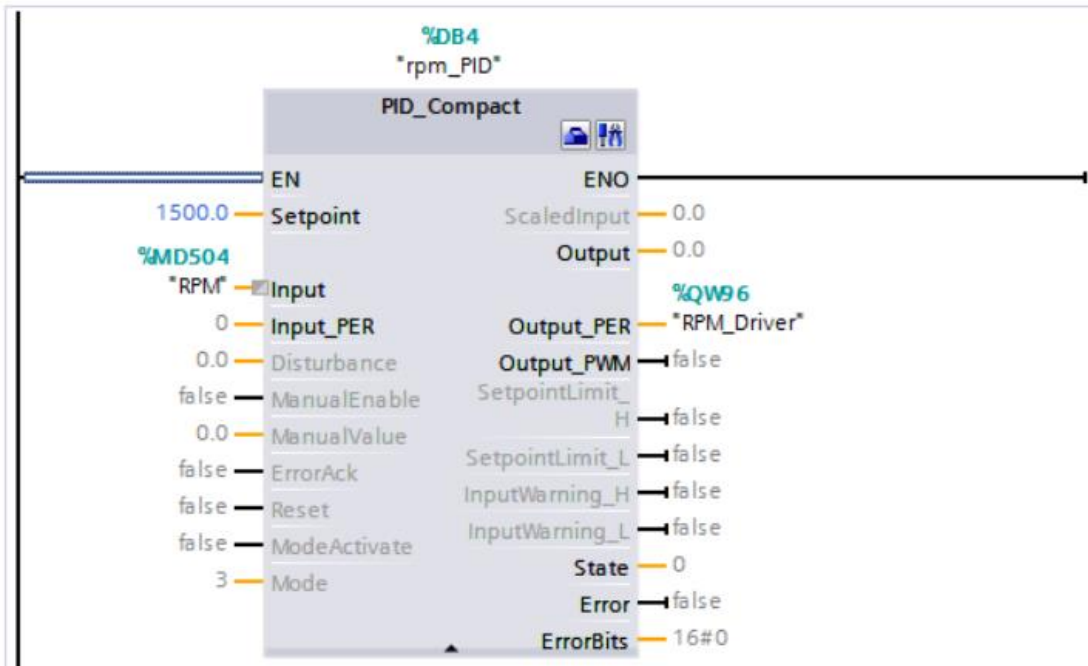 %DB4
"rpm_PID"
PID_Compact
EN ENO
1500.0 Setpoint ScaledInput 0.0
Output 0.0
%MD504
"RPM" Input
%QW96
0 Input_PER Output_PER "RPM_Driver"
0.0 Disturbance Output_PWM false
false ManualEnable SetpointLimit_
H false
0.0 ManualValue
SetpointLimit_L false
false ErrorAck
InputWarning_H false
false Reset
InputWarning_L false
false ModeActivate
State 0
3 Mode
Error false
ErrorBits 16#0